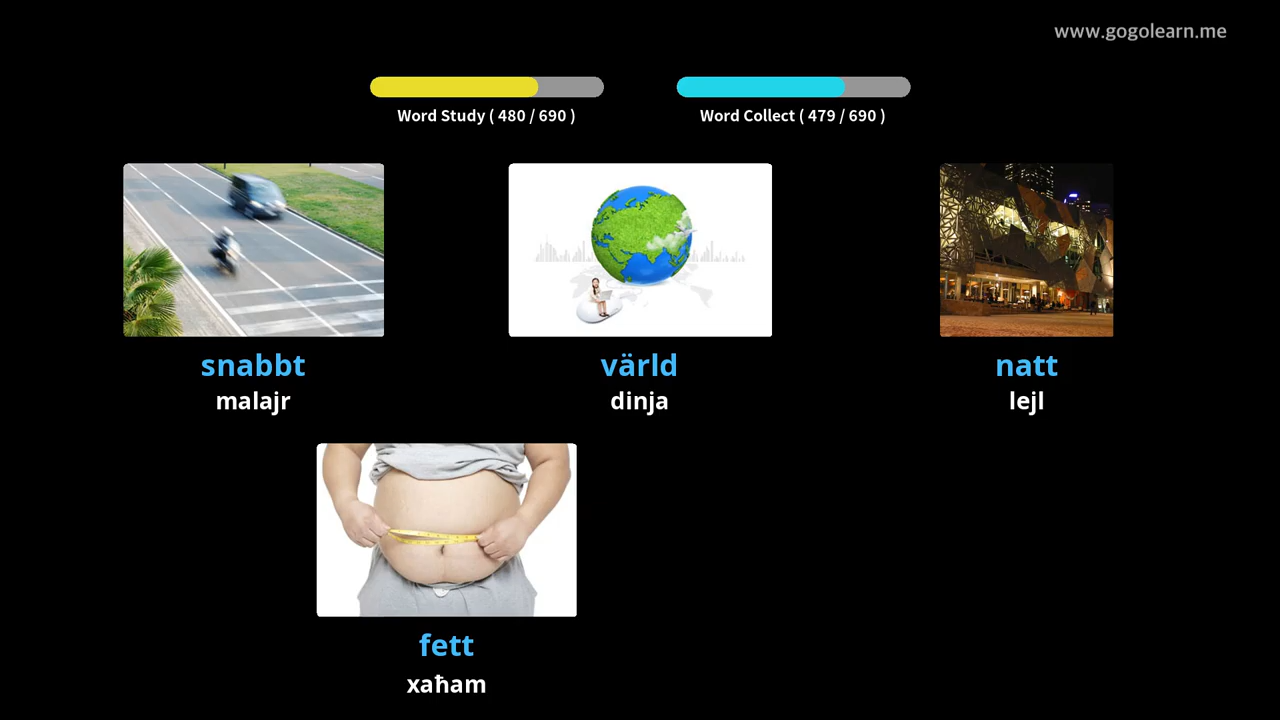 www.gogolearn.me
Word Study ( 480 / 690 )
Word Collect ( 479 / 690 )
snabbt
malajr
värld
dinja
natt
lejl
fett
xaħam